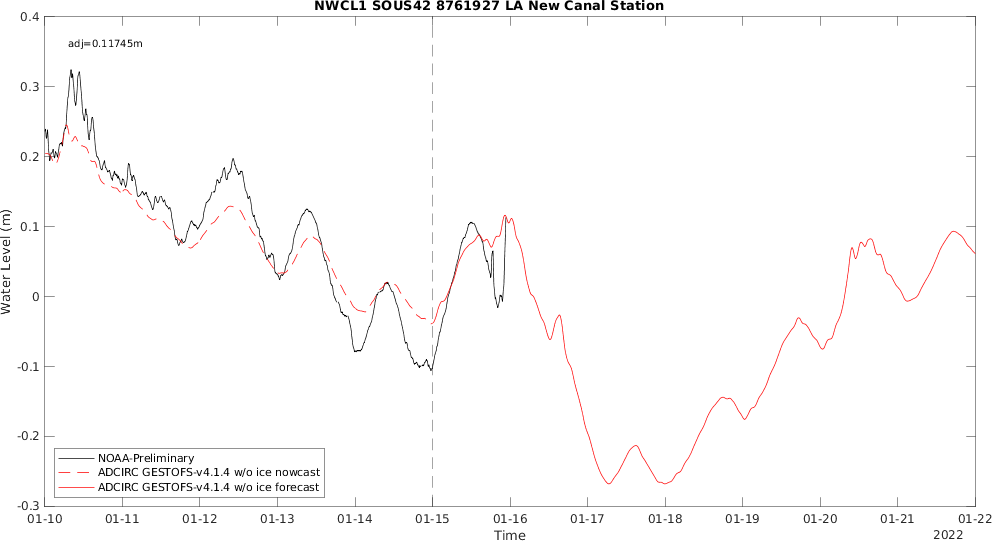 NWCL1 SOUS42 8761927 LA New Canal Station
adj=0.11745m
0.4
0.3
0.2
0.1
0
-0.1
-0.2
-0.3
Water Level (m)
NOAA-Preliminary
ADCIRC GESTOFS-v4.1.4 w/o ice nowcast
ADCIRC GESTOFS-v4.1.4 w/o ice forecast
01-10 01-11 01-12 01-13 01-14 01-15 01-16 01-17 01-18 01-19 01-20 01-21 01-22
Time
2022